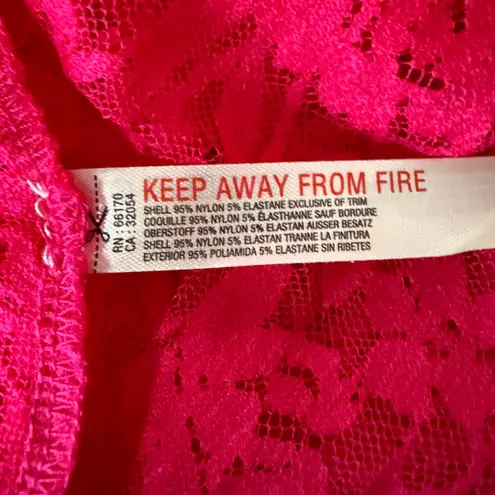 KEEP AWAY FROM FIRE
SHELL 95% NYLON 5% ELASTANE EXCLUSIVE OF TRIM
COQUILLE 95% NYLON 5% ÉLASTHANNE SAUF BORDURE
OBERSTOFF 95% NYLON 5% ELASTAN AUSSER BESATZ
SHELL 95% NYLON 5% ELASTAN TRANNE LA FINITURA
EXTERIOR 95% POLIAMIDA 5% ELASTANE SIN RIBETES
RN : 66170
CA : 32054